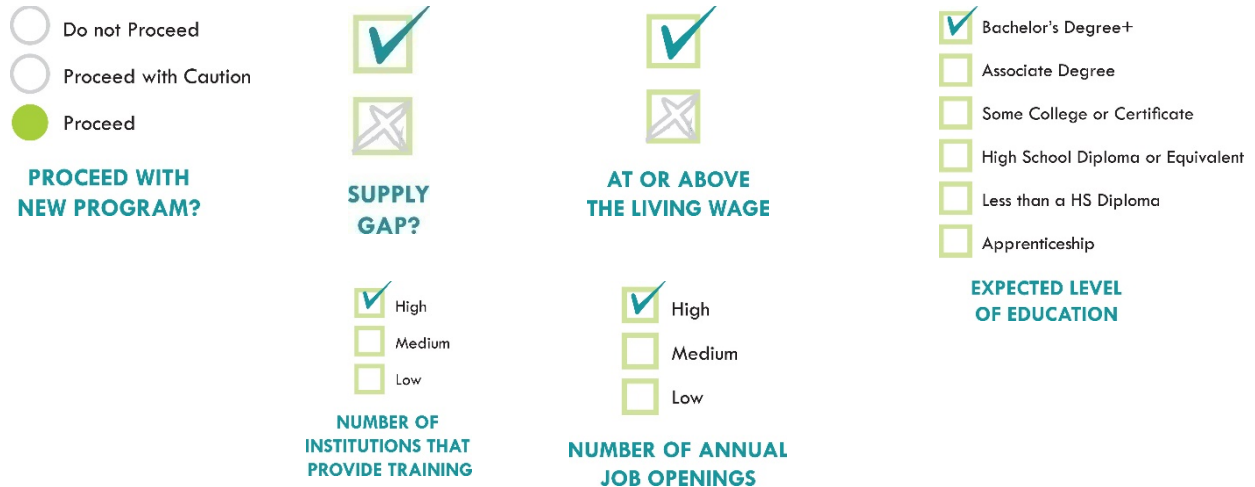 Do not Proceed
Proceed with Caution
Proceed
PROCEED WITH
NEW PROGRAM?
SUPPLY
GAP?
AT OR ABOVE
THE LIVING WAGE
Bachelor's Degree+
Associate Degree
Some College or Certificate
High School Diploma or Equivalent
Less than a HS Diploma
Apprenticeship
EXPECTED LEVEL
OF EDUCATION
High
Medium
Low
NUMBER OF
INSTITUTIONS THAT
PROVIDE TRAINING
High
Medium
Low
NUMBER OF ANNUAL
JOB OPENINGS